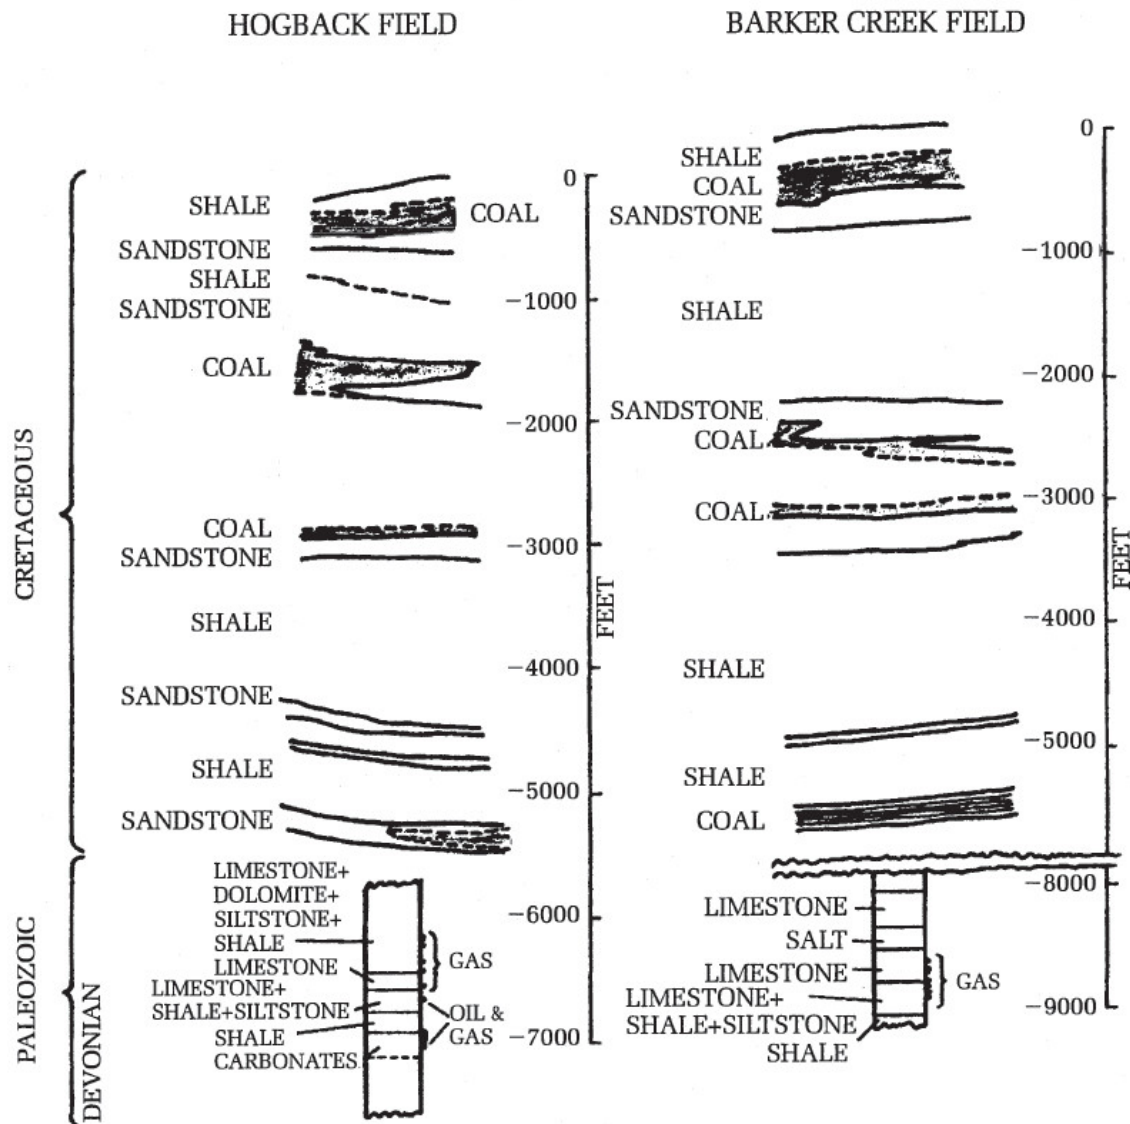 HOGBACK FIELD
BARKER CREEK FIELD
CRETACEOUS
PALEOZOIC
DEVONIAN
SHALE
COAL
SANDSTONE
SHALE
SANDSTONE
COAL
COAL
SANDSTONE
SHALE
SANDSTONE
SHALE
SANDSTONE
LIMESTONE+
DOLOMITE+
SILTSTONE+
SHALE
LIMESTONE
LIMESTONE+
SHALE+SILTSTONE
SHALE
CARBONATES
GAS
OIL &
GAS
0
−1000
−2000
−3000
−4000
−5000
−6000
−7000
FEET
SHALE
COAL
SANDSTONE
SHALE
SANDSTONE
COAL
COAL
SHALE
SHALE
COAL
LIMESTONE
SALT
LIMESTONE
LIMESTONE+
SHALE+SILTSTONE
SHALE
GAS
0
−1000
−2000
−3000
−4000
−5000
−8000
−9000
FEET